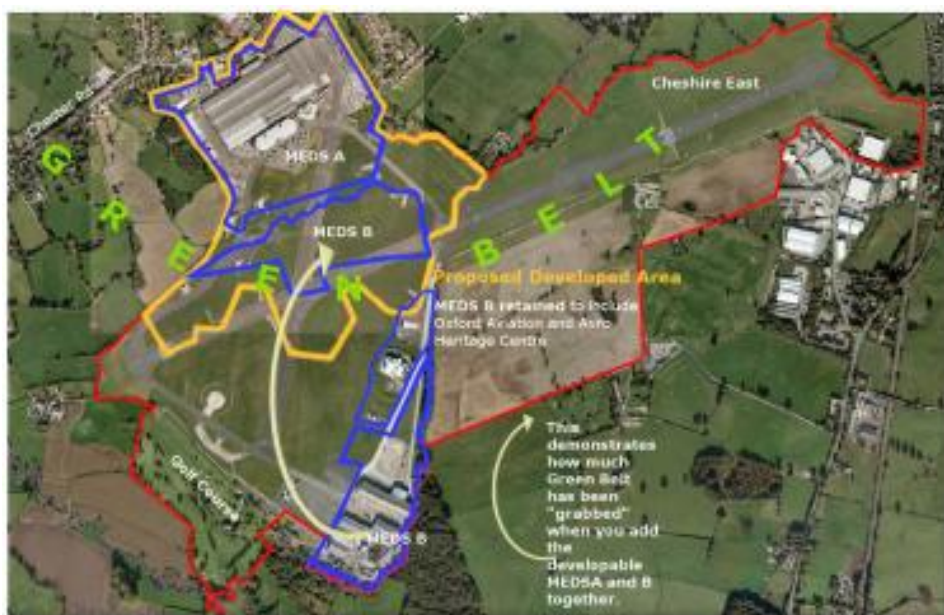 Chester Rd
Cheshire East
MEDS A
GREEN BELT
MEDS B
Proposed Developed Area
MEDS B retained to include
Oxford Aviation and Avro
Heritage Centre
Golf Course
MEDS B
This
demonstrates
how much
Green Belt
has been
"grabbed"
when you add
the
developable
MEDSA and B
together.